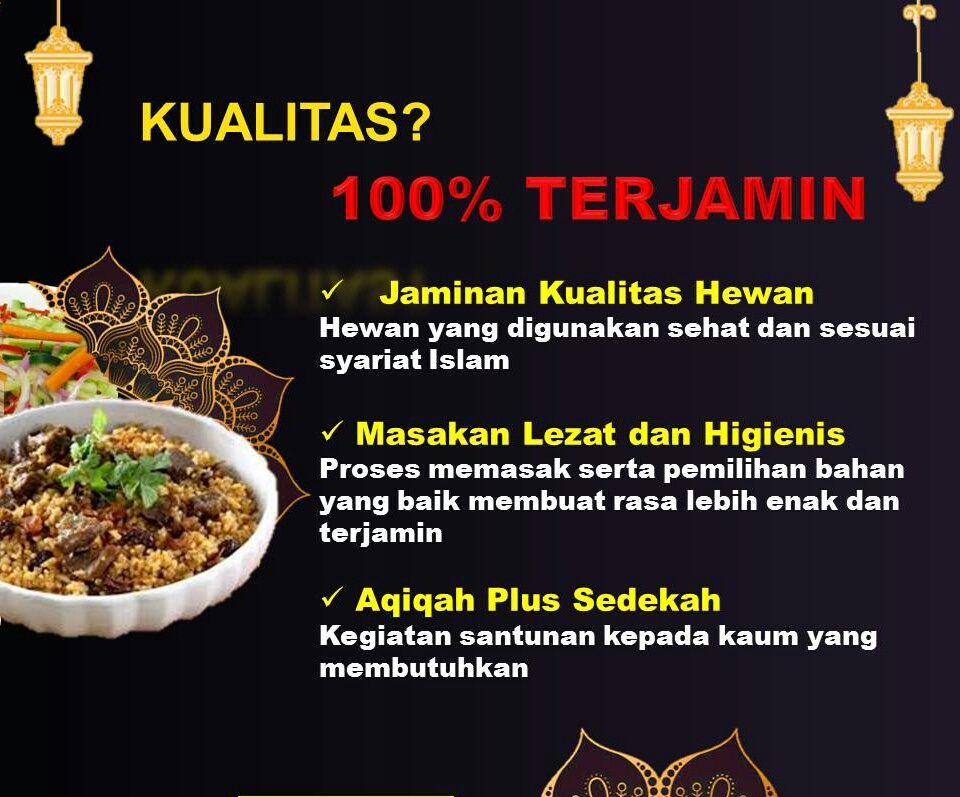 KUALITAS?
100% TERJAMIN
✓ Jaminan Kualitas Hewan
Hewan yang digunakan sehat dan sesuai
syariat Islam
✓ Masakan Lezat dan Higienis
Proses memasak serta pemilihan bahan
yang baik membuat rasa lebih enak dan
terjamin
✓ Aqiqah Plus Sedekah
Kegiatan santunan kepada kaum yang
membutuhkan